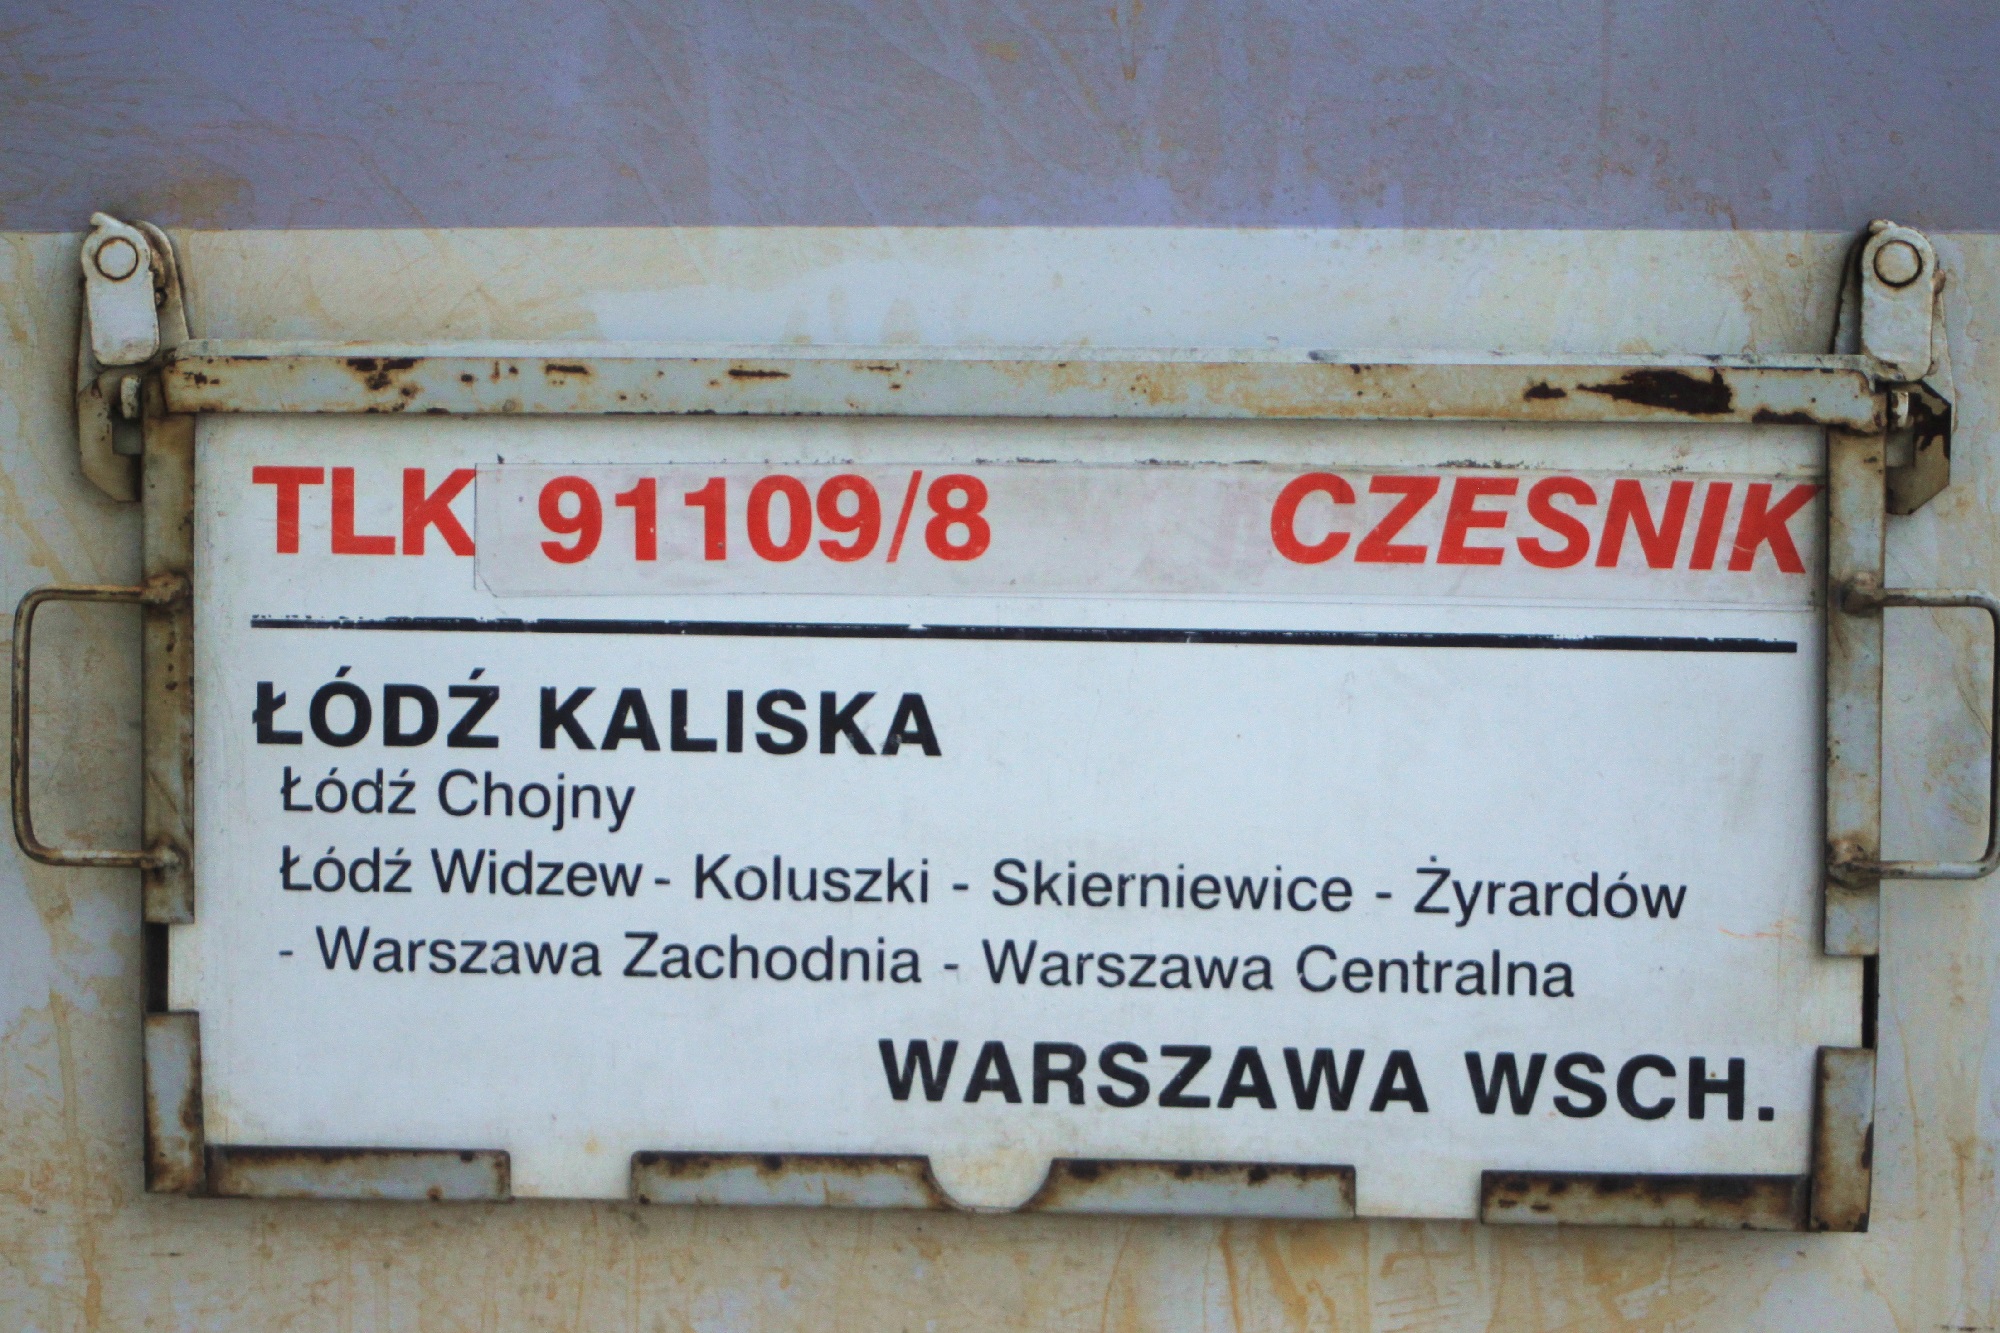 TLK 91109/8 CZESNIK
ŁÓDŹ KALISKA
Łódź Chojny
Łódź Widzew - Koluszki - Skierniewice - Żyrardów
- Warszawa Zachodnia - Warszawa Centralna
WARSZAWA WSCH.